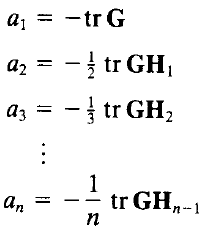 a₁ = −tr G
a₂ = −½ tr GH₁
a₃ = −⅓ tr GH₂
⋮
aₙ = −1/n tr GHₙ₋₁